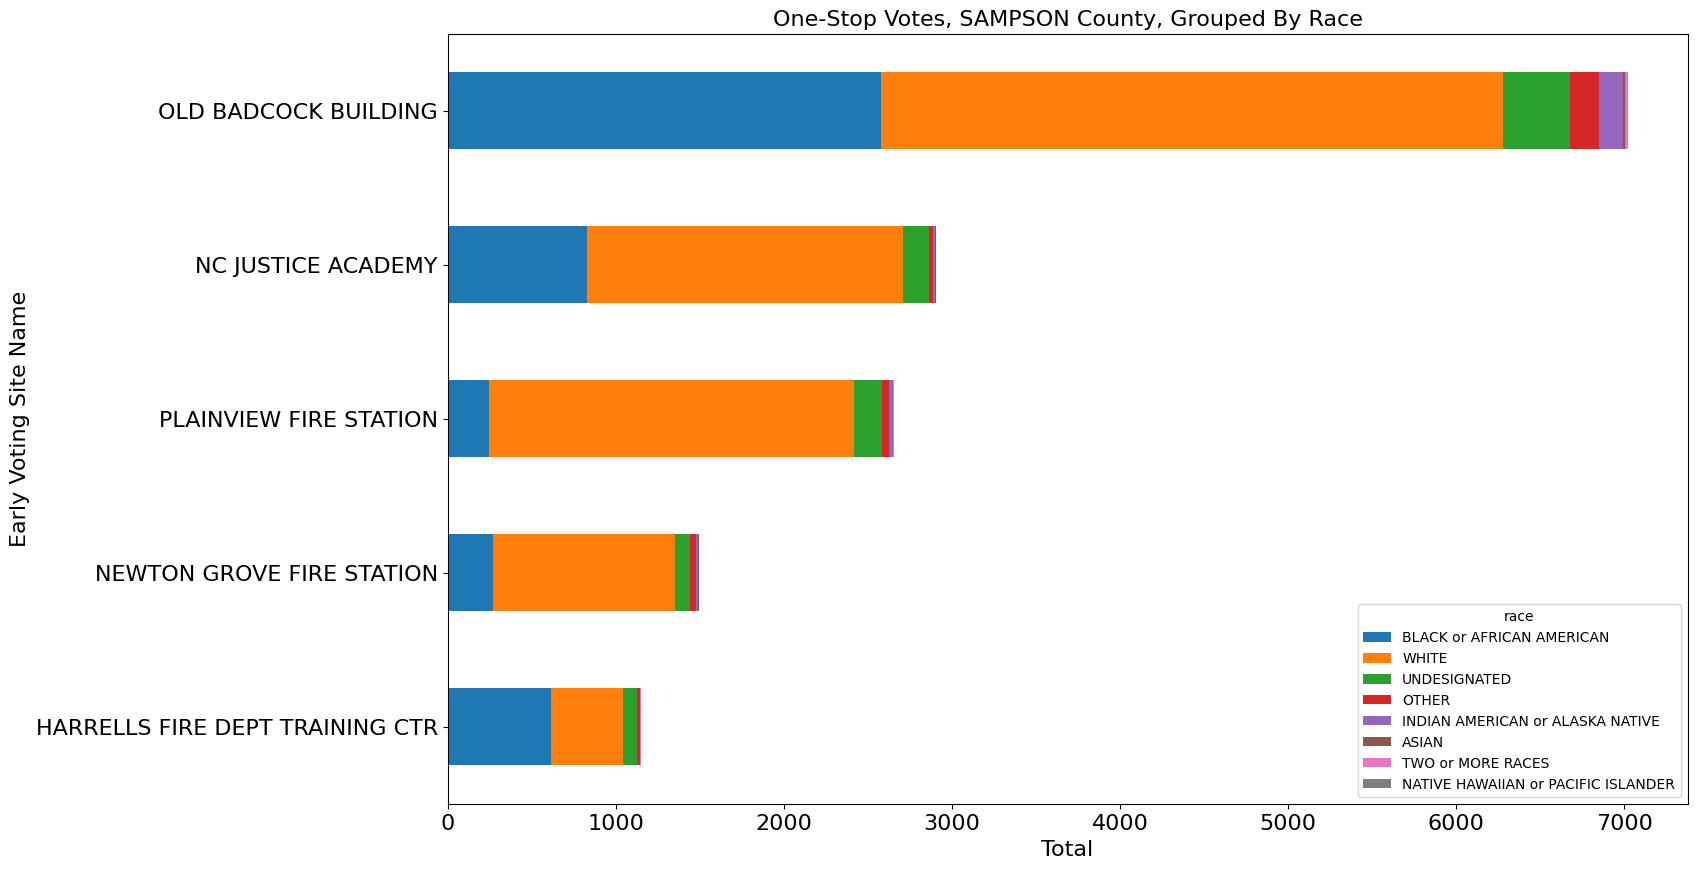 One-Stop Votes, SAMPSON County, Grouped By Race
Early Voting Site Name
OLD BADCOCK BUILDING
NC JUSTICE ACADEMY
PLAINVIEW FIRE STATION
NEWTON GROVE FIRE STATION
HARRELLS FIRE DEPT TRAINING CTR
race
BLACK or AFRICAN AMERICAN
WHITE
UNDESIGNATED
OTHER
INDIAN AMERICAN or ALASKA NATIVE
ASIAN
TWO or MORE RACES
NATIVE HAWAIIAN or PACIFIC ISLANDER
0 1000 2000 3000 4000 5000 6000 7000
Total